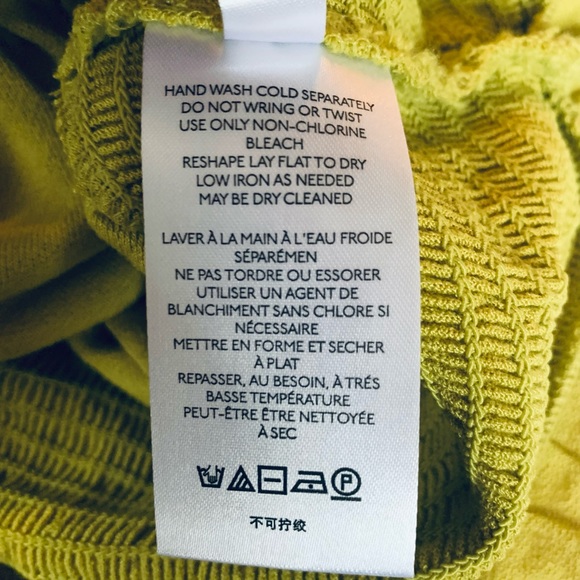 HAND WASH COLD SEPARATELY
DO NOT WRING OR TWIST
USE ONLY NON-CHLORINE
BLEACH
RESHAPE LAY FLAT TO DRY
LOW IRON AS NEEDED
MAY BE DRY CLEANED
LAVER À LA MAIN À L'EAU FROIDE
SÉPARÉMEN
NE PAS TORDRE OU ESSORER
UTILISER UN AGENT DE
BLANCHIMENT SANS CHLORE SI
NÉCESSAIRE
METTRE EN FORME ET SECHER
À PLAT
REPASSER, AU BESOIN, À TRÉS
BASSE TEMPÉRATURE
PEUT-ÊTRE ÊTRE NETTOYÉE
À SEC
P
不可拧绞